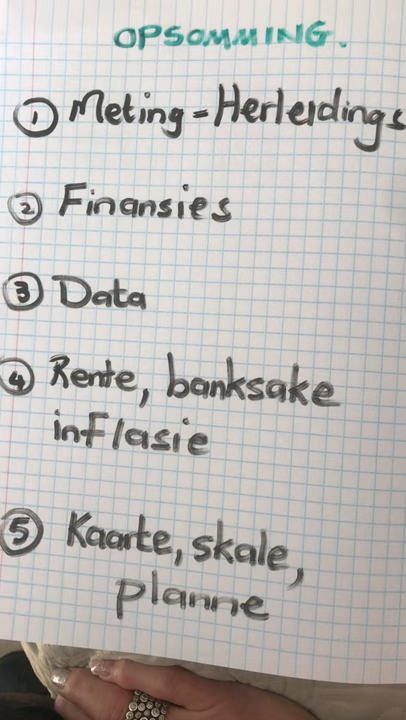 OPSOMMING.
① Meting = Herleidings
② Finansies
③ Data
④ Rente, banksake
inflasie
⑤ Kaarte, skale,
planne